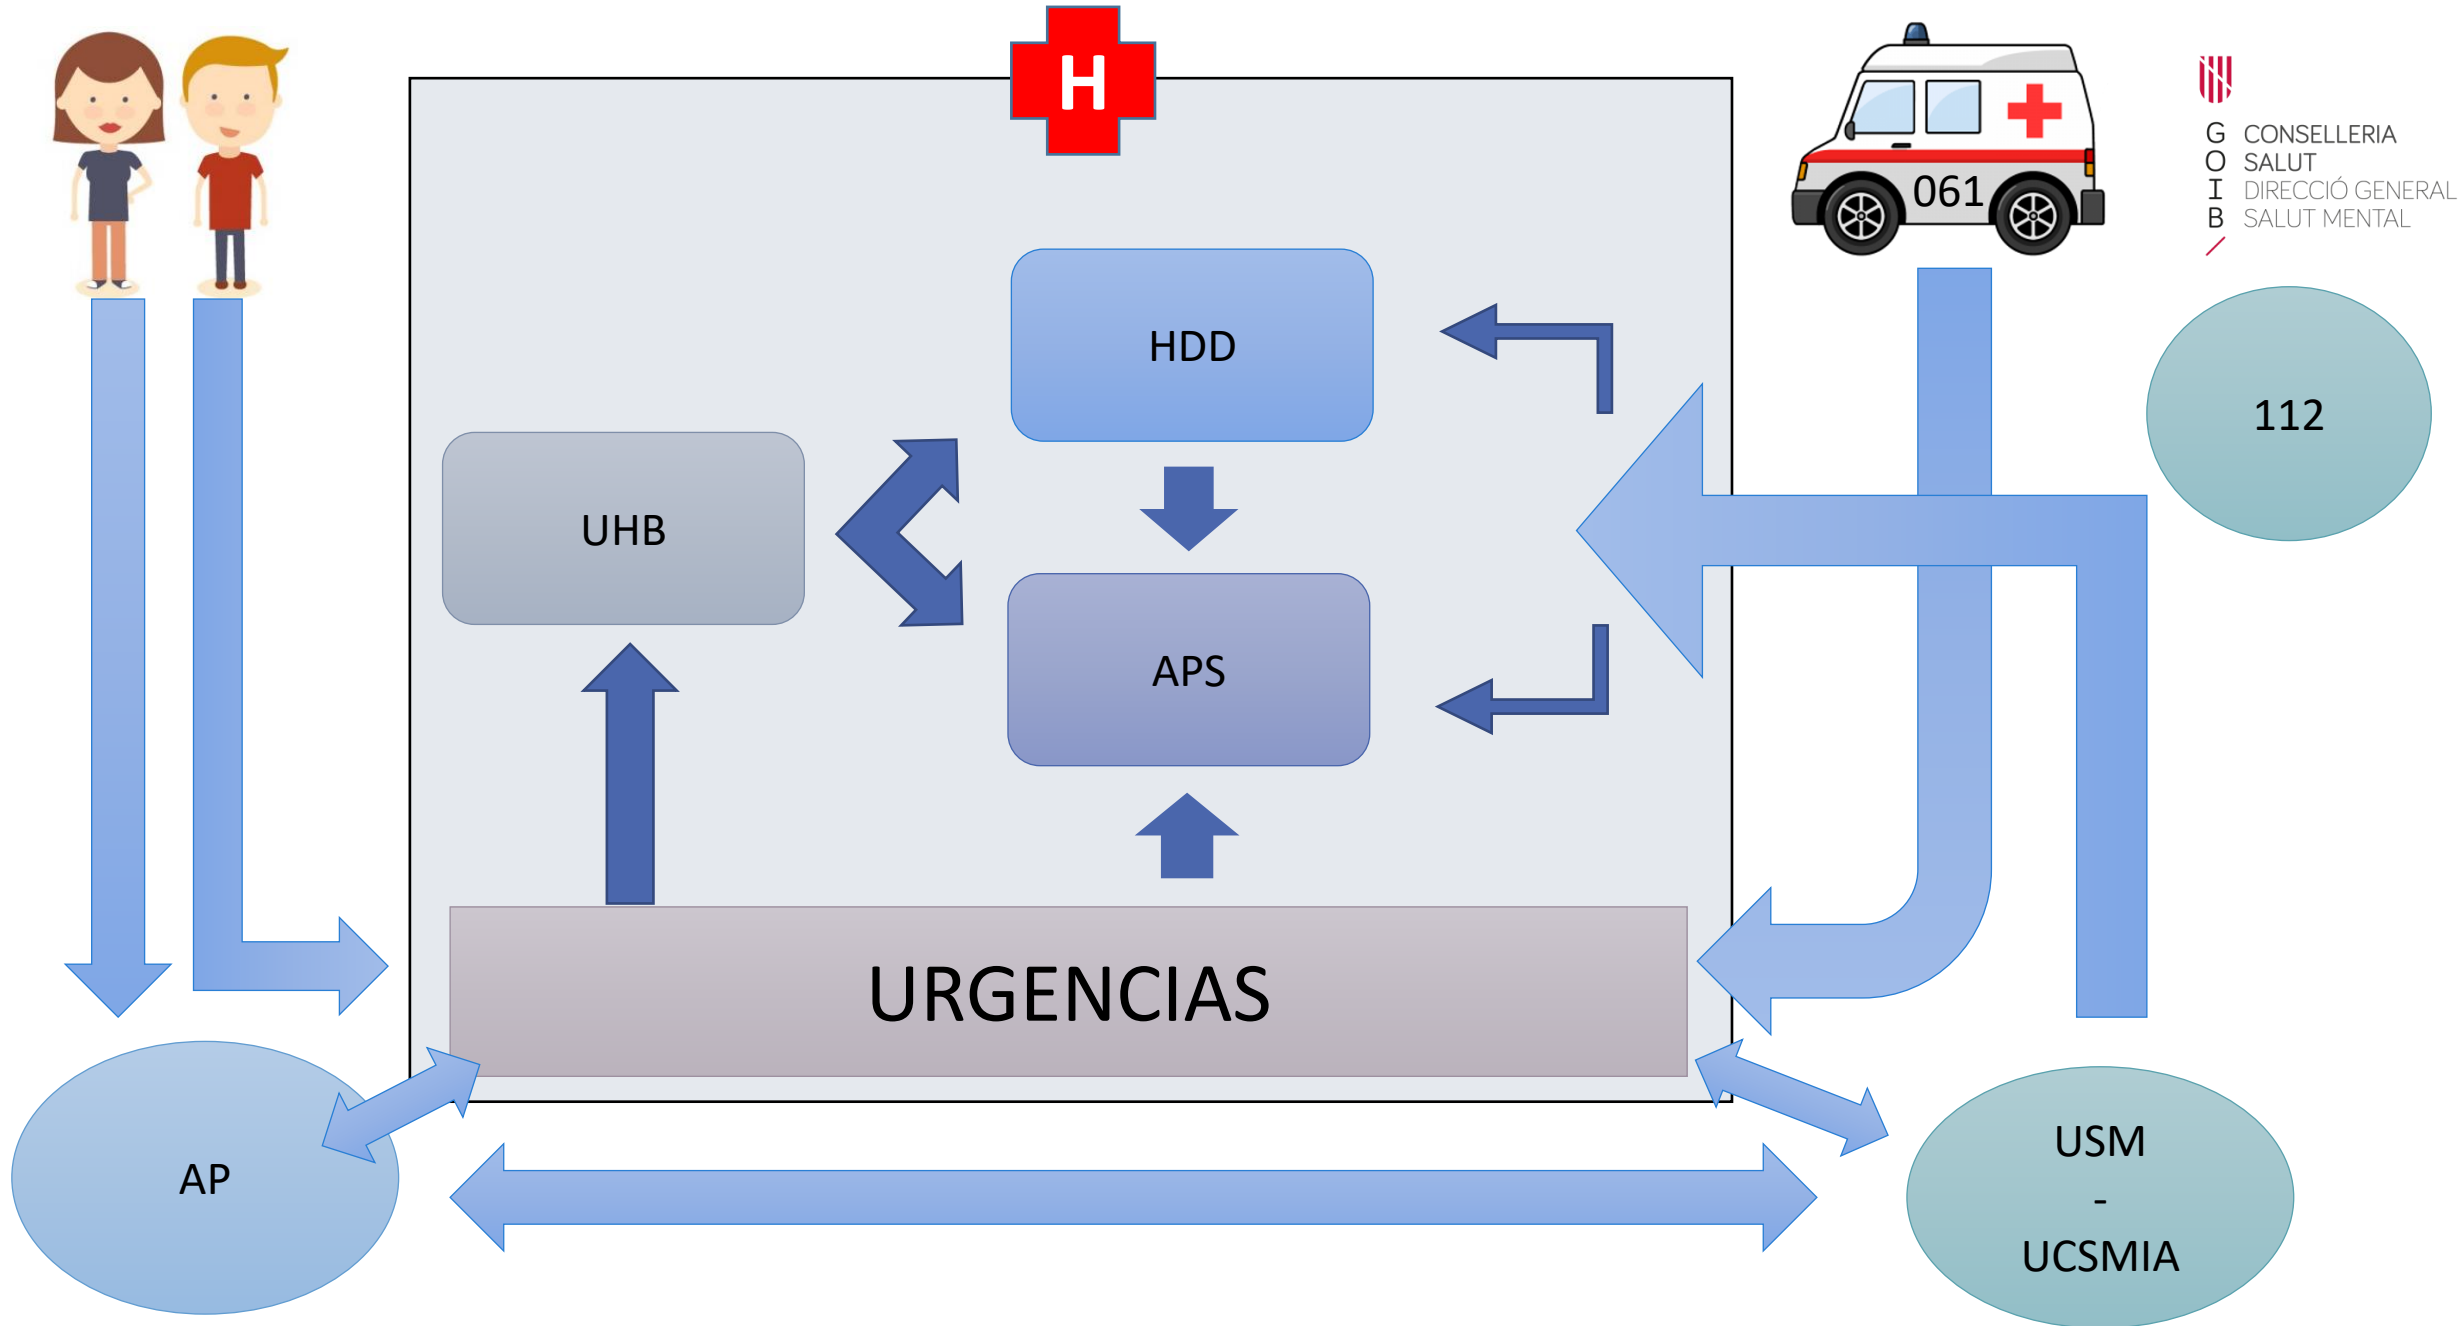 H
061
G CONSELLERIA
O SALUT
I DIRECCIÓ GENERAL
B SALUT MENTAL
HDD
112
UHB
APS
URGENCIAS
AP
USM
-
UCSMIA